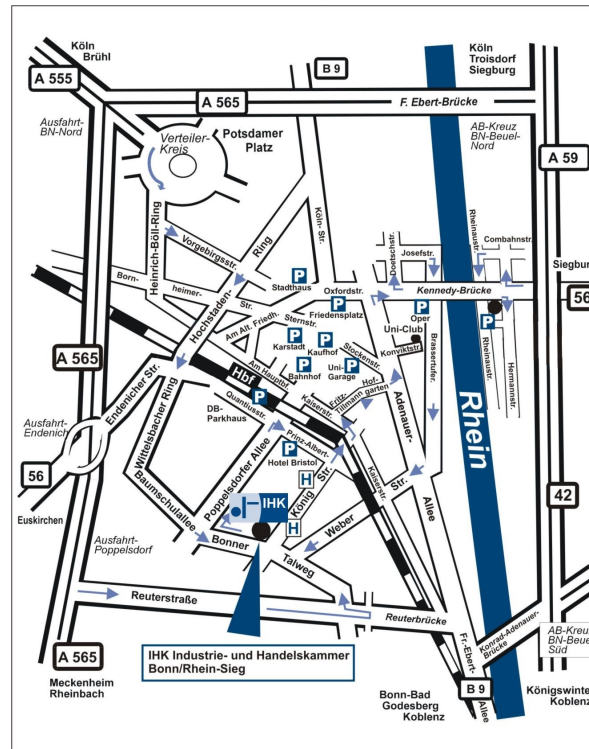 Köln
Brühl
Köln
Troisdorf
Siegburg
B 9
A 555
A 565
F. Ebert-Brücke
Ausfahrt-
BN-Nord
Verteiler-
Kreis
Potsdamer
Platz
AB-Kreuz
BN-Beuel-
Nord
A 59
Heinrich-Böll-Ring
Vorgebirgsstr.
Ring
Köln-Str.
Doetschstr.
Josefstr.
Rheinaustr.
Combahnstr.
Siegbur
Born-
heimer-
Str.
Hochstaden-
P
Stadthaus
Oxfordstr.
P
Friedensplatz
Kennedy-Brücke
56
Am Alt. Friedh.
Sternstr.
P
Karstadt
P
Kaufhof
P
Oper
Uni-Club
P
Stockenstr.
Konviktstr.
Brassertufer.
Rheinaustr.
Hermannstr.
A 565
Endenicher Str.
Hbf
Am Hauptbf.
P
Bahnhof
P
Uni-
Garage
Hof-
garten
Fritz-
Tillmann
Adenauer-
Allee
P
Quantiusstr.
Kaiserstr.
DB-
Parkhaus
Prinz-Albert-
Str.
Rhein
Ausfahrt-
Endenich
Wittelsbacher Ring
Poppelsdorfer Allee
P
Hotel Bristol
56
Euskirchen
Baumschulallee
H
König
Kaiserstr.
Str.
IHK
H
Weber
42
Ausfahrt-
Poppelsdorf
Bonner
Talweg
Reuterstraße
Reuterbrücke
Konrad-Adenauer-
Brücke
AB-Kreu
BN-Beue
Süd
IHK Industrie- und Handelskammer
Bonn/Rhein-Sieg
A 565
Meckenheim
Rheinbach
Fr.-Ebert-
Allee
B 9
Bonn-Bad
Godesberg
Koblenz
Königswinte
Koblenz